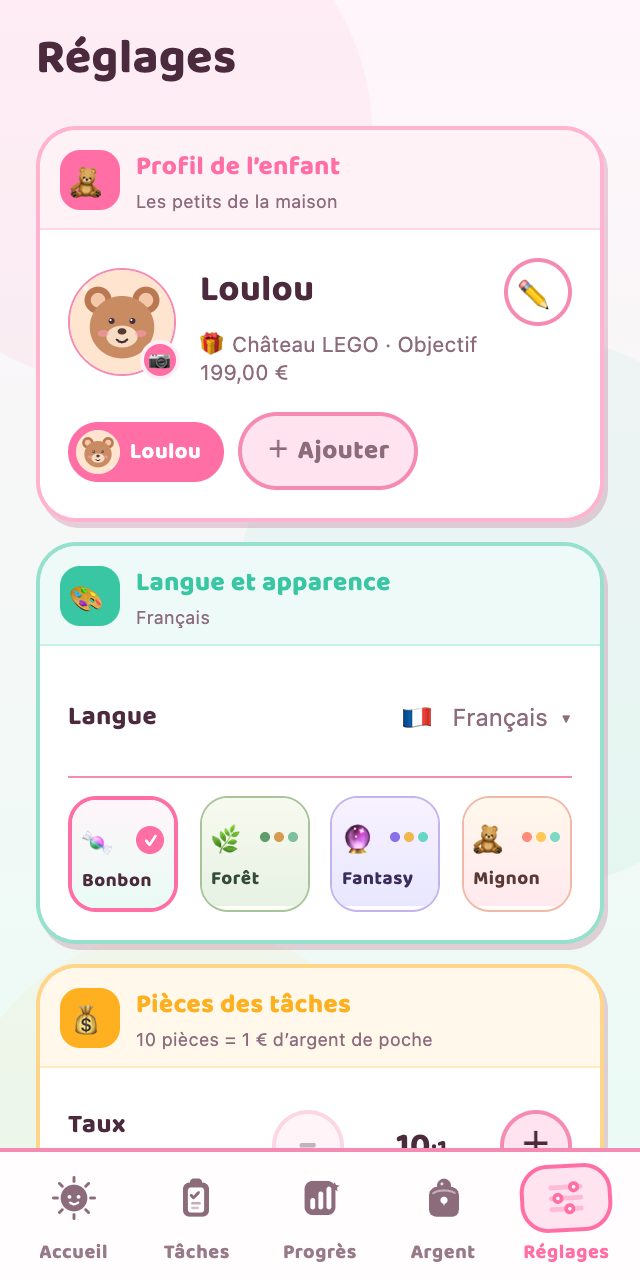 Réglages
Profil de l’enfant
Les petits de la maison
Loulou
🎁 Château LEGO · Objectif
199,00 €
Loulou
+ Ajouter
Langue et apparence
Français
Langue
Français
Bonbon
Forêt
Fantasy
Mignon
Pièces des tâches
10 pièces = 1 € d’argent de poche
Taux
10:1
Accueil
Tâches
Progrès
Argent
Réglages